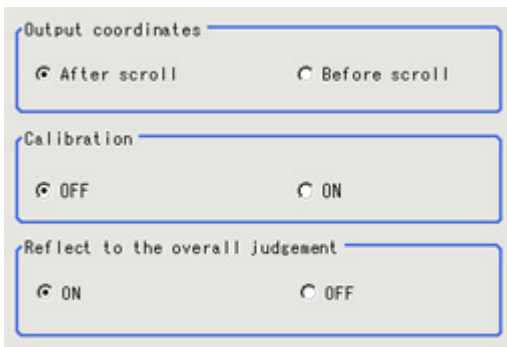 Output coordinates
After scroll Before scroll
Calibration
OFF ON
Reflect to the overall judgement
ON OFF